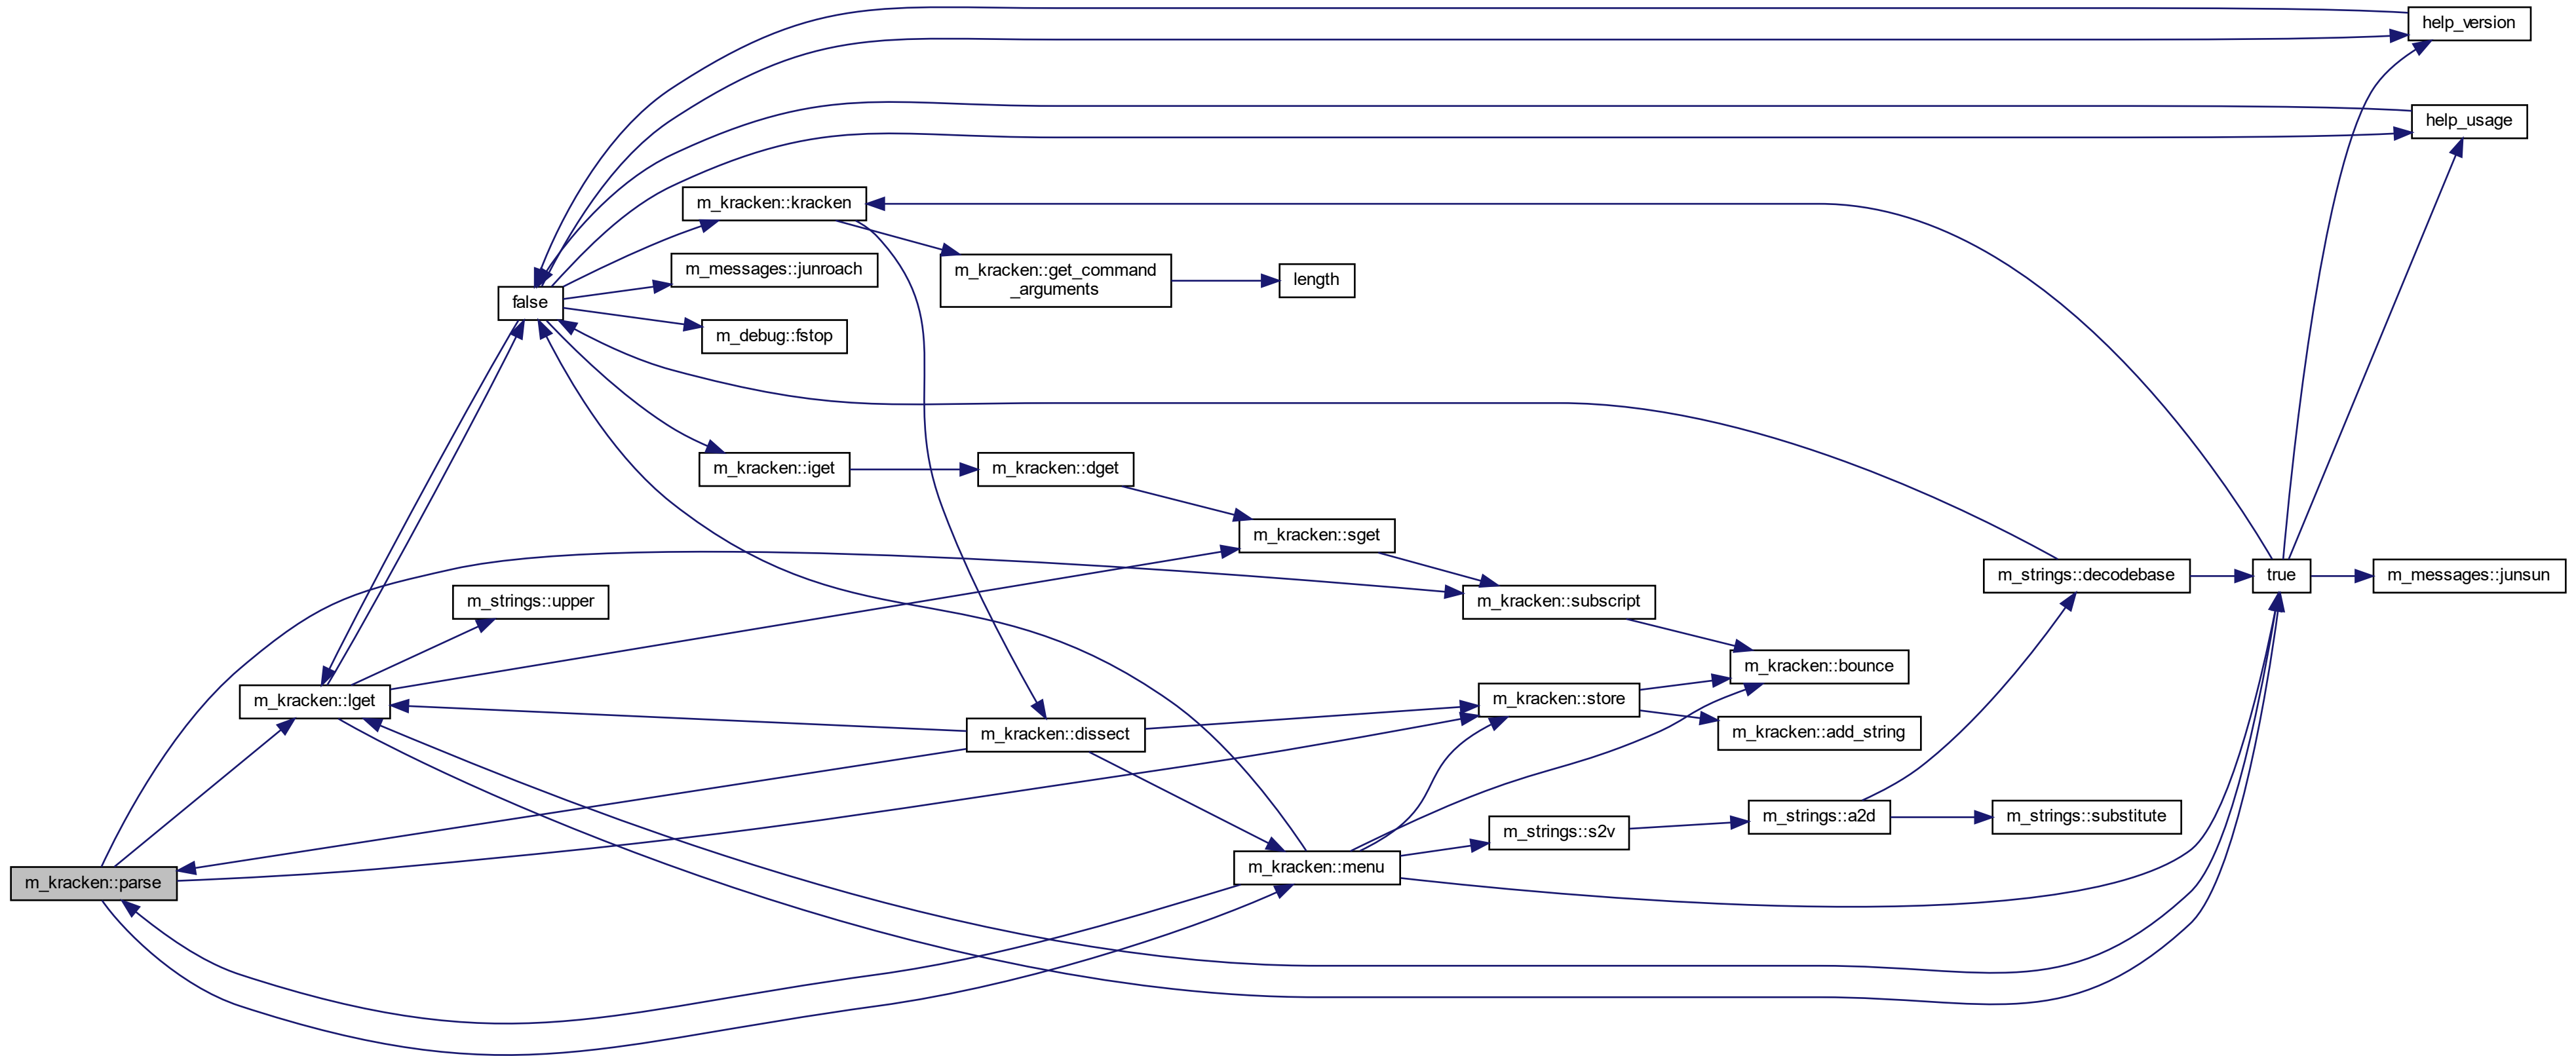 help_version
help_usage
m_kracken::kracken
m_messages::junroach
m_kracken::get_command
_arguments
length
false
m_debug::fstop
m_kracken::iget
m_kracken::dget
m_kracken::sget
m_strings::decodebase
true
m_messages::junsun
m_strings::upper
m_kracken::subscript
m_kracken::bounce
m_kracken::lget
m_kracken::store
m_kracken::dissect
m_kracken::add_string
m_strings::a2d
m_strings::substitute
m_strings::s2v
m_kracken::menu
m_kracken::parse